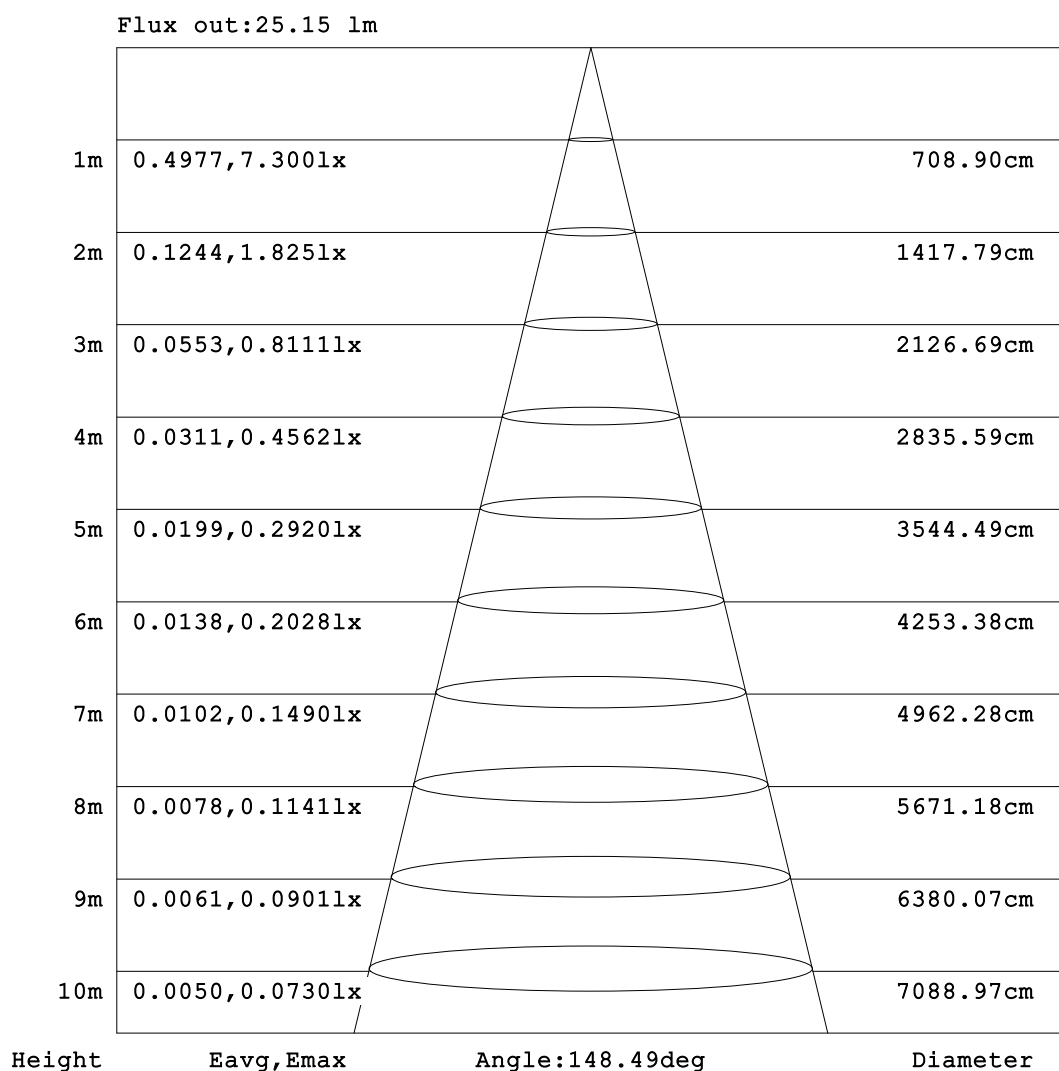 Flux out:25.15 lm
1m 0.4977,7.300lx 708.90cm
2m 0.1244,1.825lx 1417.79cm
3m 0.0553,0.8111lx 2126.69cm
4m 0.0311,0.4562lx 2835.59cm
5m 0.0199,0.2920lx 3544.49cm
6m 0.0138,0.2028lx 4253.38cm
7m 0.0102,0.1490lx 4962.28cm
8m 0.0078,0.1141lx 5671.18cm
9m 0.0061,0.0901lx 6380.07cm
10m 0.0050,0.0730lx 7088.97cm
Height Eavg,Emax Angle:148.49deg Diameter